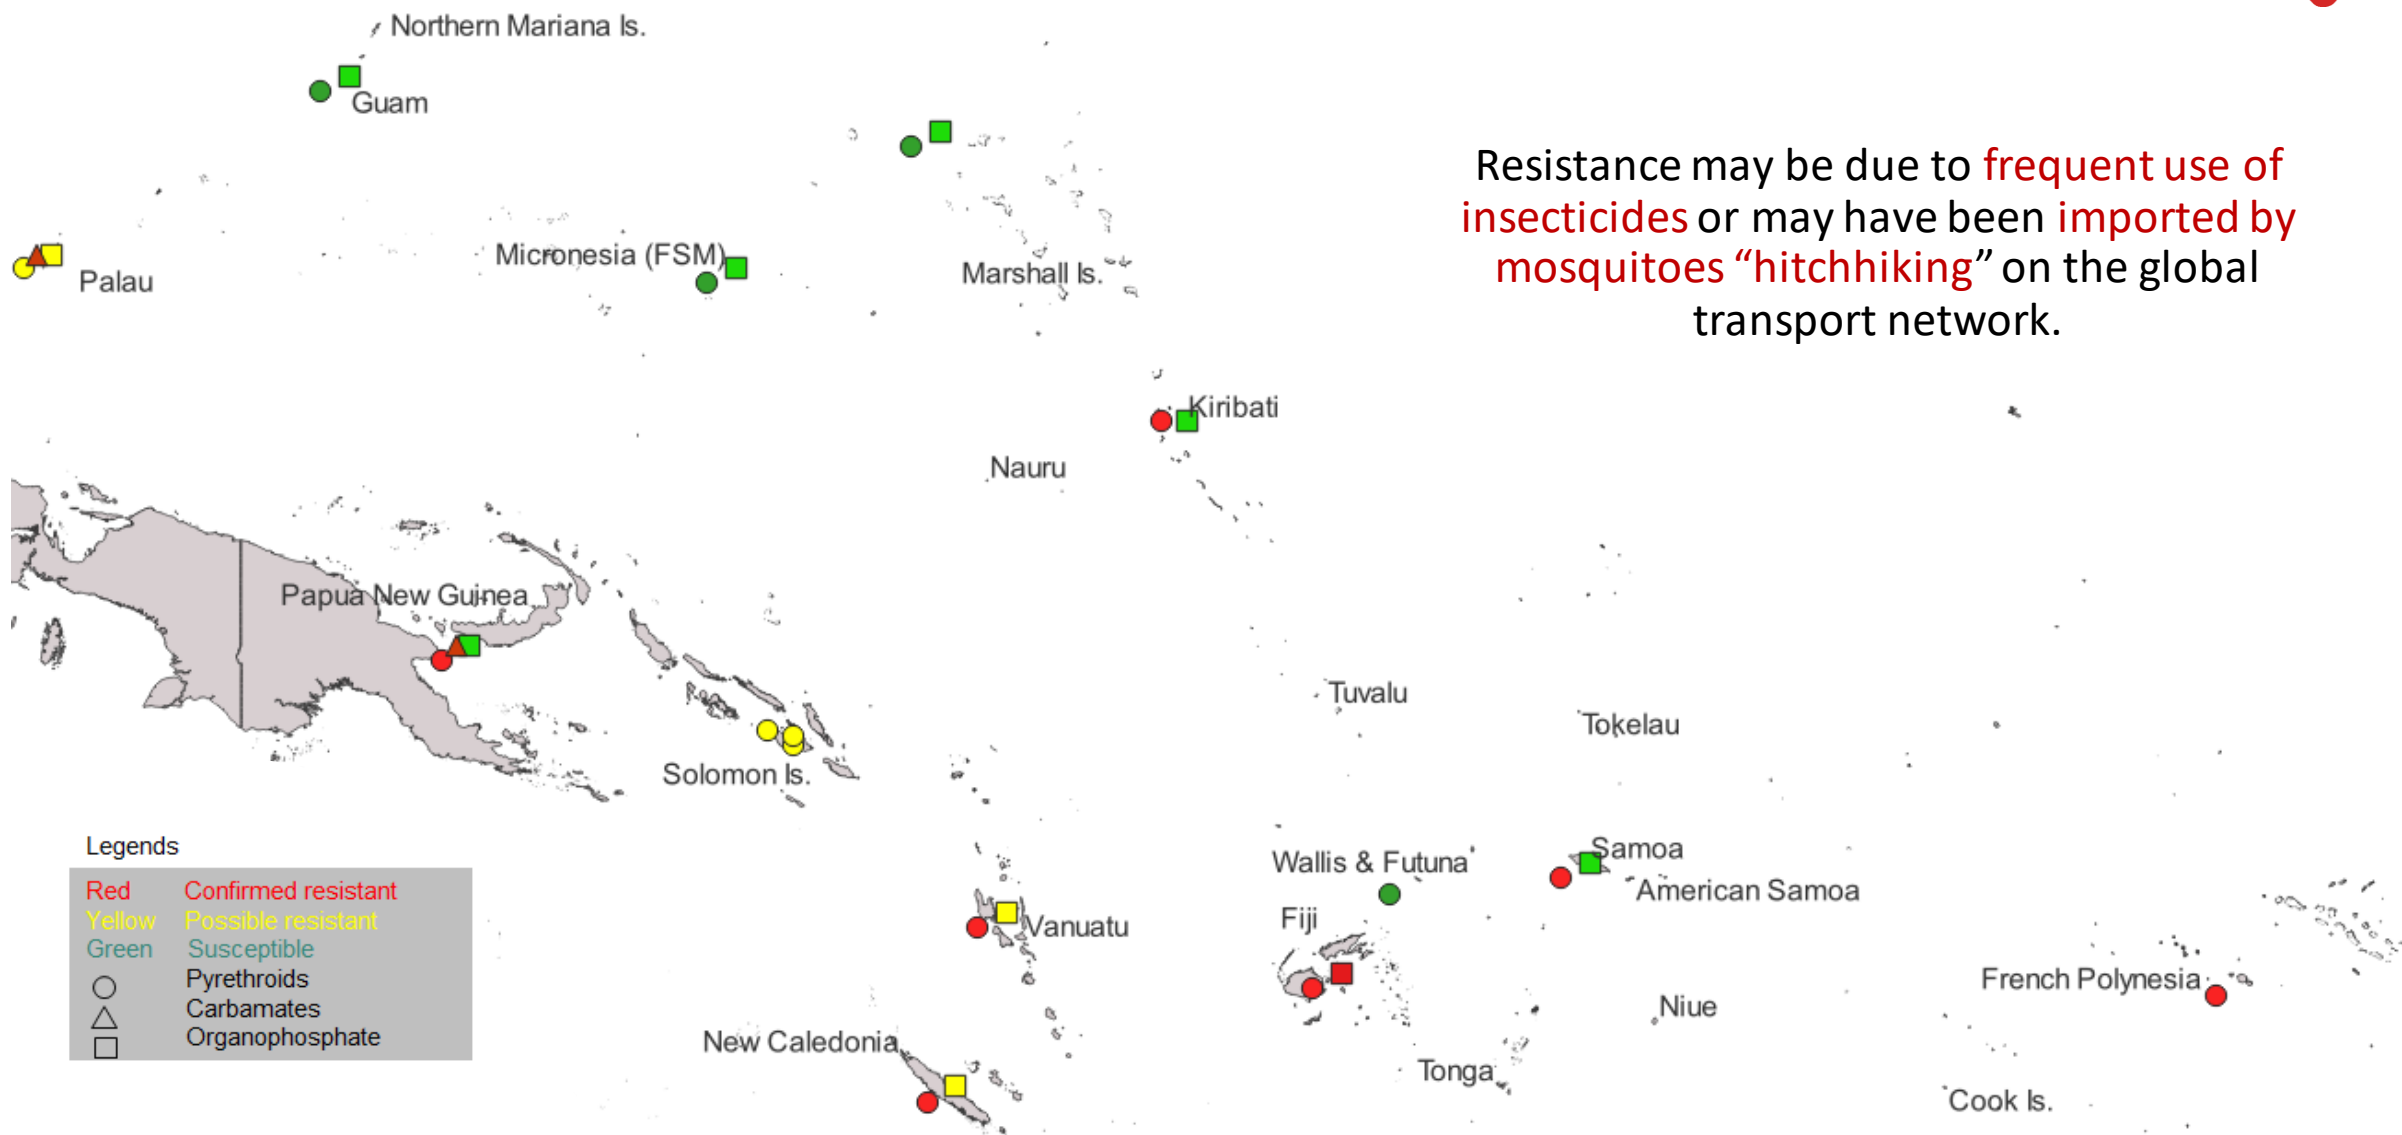 Northern Mariana Is.
Guam
Resistance may be due to frequent use of
insecticides or may have been imported by
mosquitoes “hitchhiking” on the global
transport network.
Micronesia (FSM)
Marshall Is.
Palau
Kiribati
Nauru
Papua New Guinea
Tuvalu
Tokelau
Solomon Is.
Legends
Red Confirmed resistant
Yellow Possible resistant
Green Susceptible
Pyrethroids
Carbamates
Organophosphate
Samoa
Wallis & Futuna
American Samoa
Fiji
Vanuatu
French Polynesia
Niue
New Caledonia
Tonga
Cook Is.